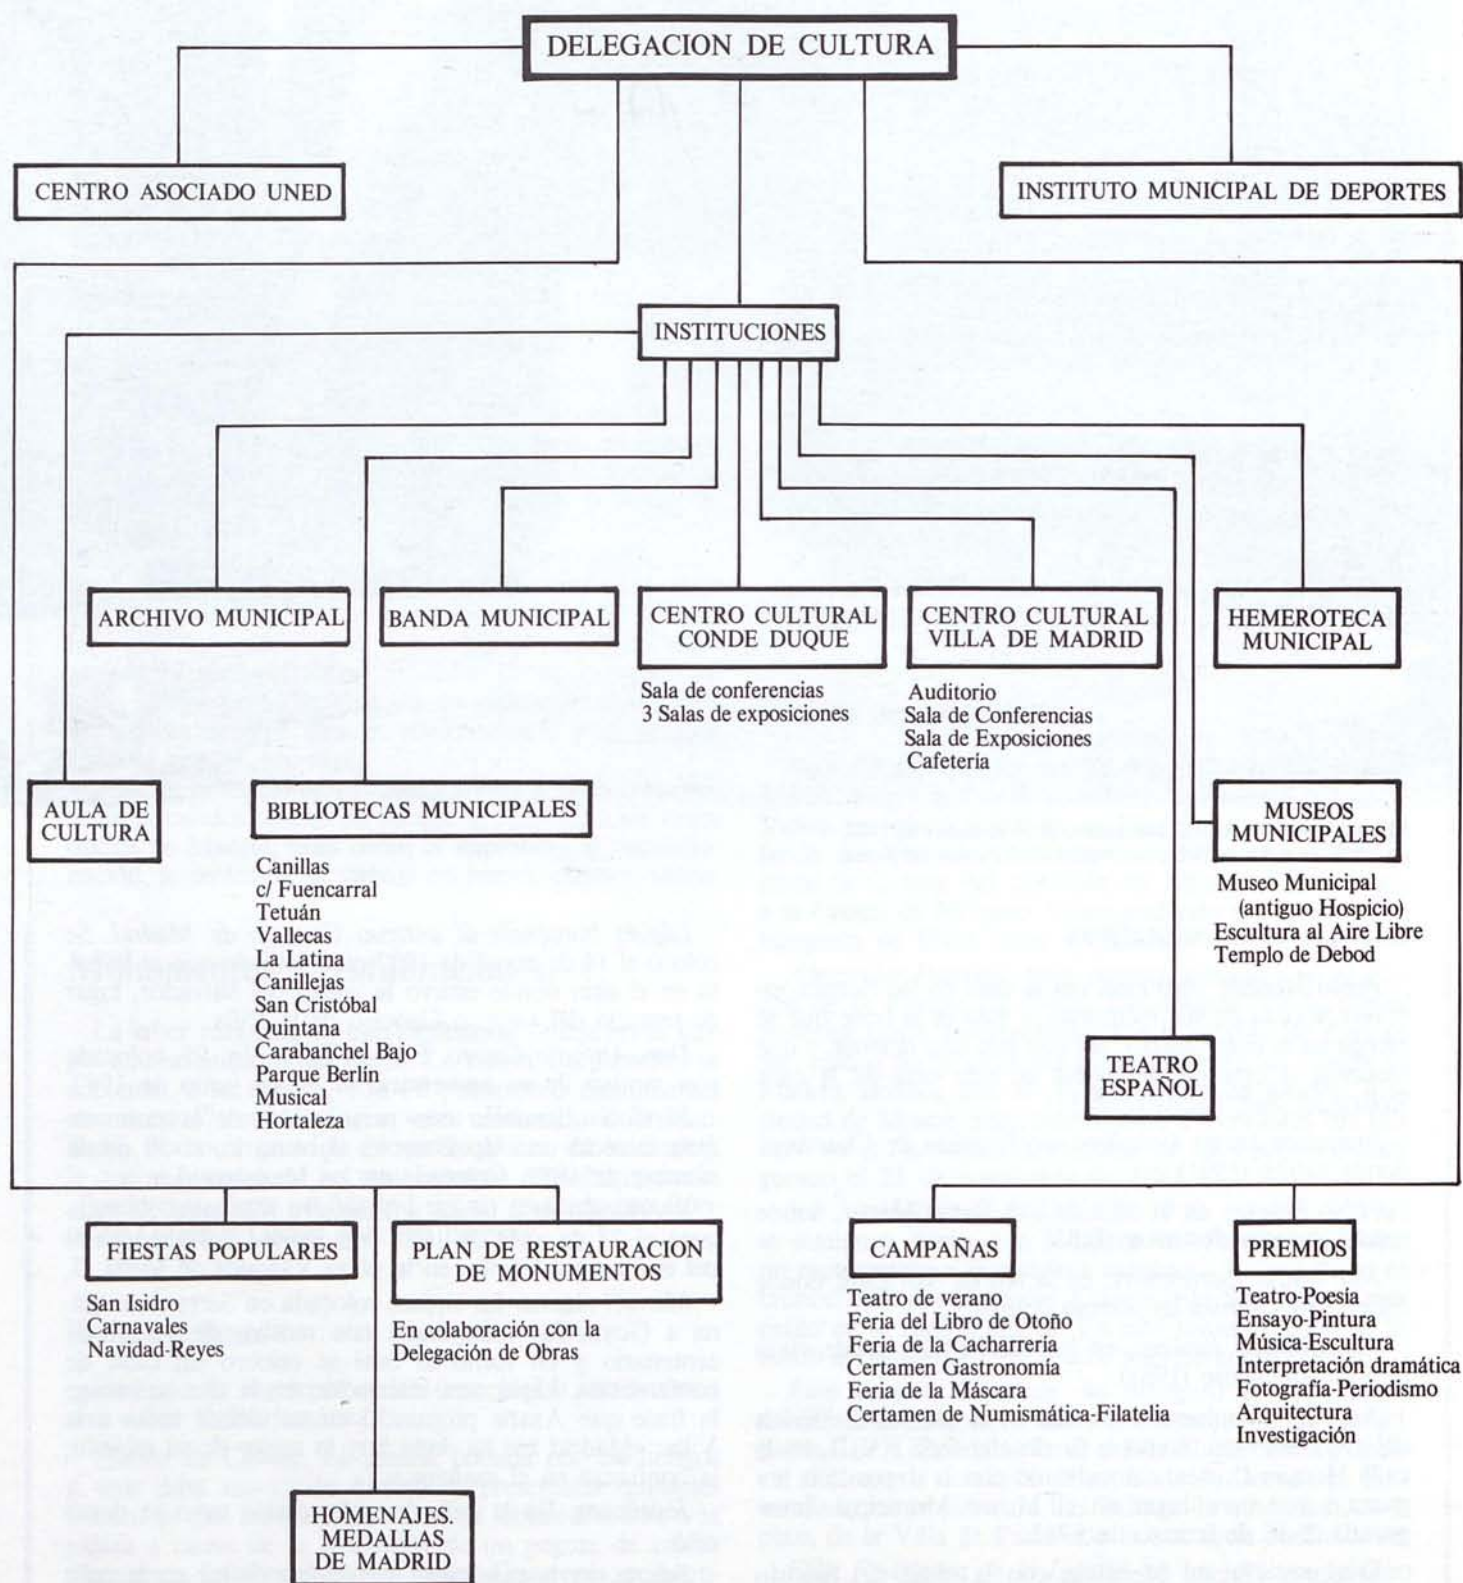 DELEGACION DE CULTURA
CENTRO ASOCIADO UNED
INSTITUTO MUNICIPAL DE DEPORTES
INSTITUCIONES
ARCHIVO MUNICIPAL
BANDA MUNICIPAL
CENTRO CULTURAL
CONDE DUQUE
Sala de conferencias
3 Salas de exposiciones
CENTRO CULTURAL
VILLA DE MADRID
Auditorio
Sala de Conferencias
Sala de Exposiciones
Cafetería
HEMEROTECA
MUNICIPAL
AULA DE
CULTURA
BIBLIOTECAS MUNICIPALES
Canillas
c/ Fuencarral
Tetuán
Vallecas
La Latina
Canillejas
San Cristóbal
Quintana
Carabanchel Bajo
Parque Berlín
Musical
Hortaleza
MUSEOS
MUNICIPALES
Museo Municipal
(antiguo Hospicio)
Escultura al Aire Libre
Templo de Debod
TEATRO
ESPAÑOL
FIESTAS POPULARES
San Isidro
Carnavales
Navidad-Reyes
PLAN DE RESTAURACION
DE MONUMENTOS
En colaboración con la
Delegación de Obras
CAMPAÑAS
Teatro de verano
Feria del Libro de Otoño
Feria de la Cacharrería
Certamen Gastronomía
Feria de la Máscara
Certamen de Numismática-Filatelia
PREMIOS
Teatro-Poesía
Ensayo-Pintura
Música-Escultura
Interpretación dramática
Fotografía-Periodismo
Arquitectura
Investigación
HOMENAJES.
MEDALLAS
DE MADRID